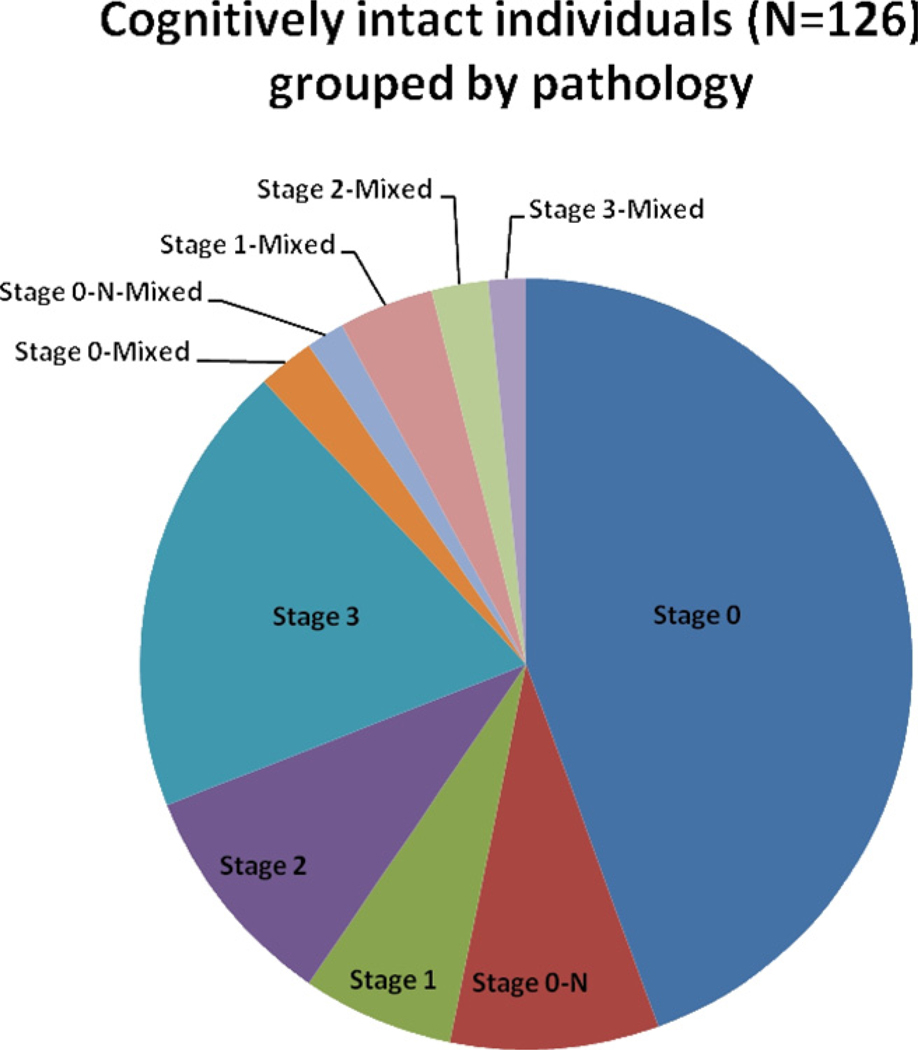 Cognitively intact individuals (N=126)
grouped by pathology
Stage 2-Mixed
Stage 3-Mixed
Stage 1-Mixed
Stage 0-N-Mixed
Stage 0-Mixed
Stage 3
Stage 0
Stage 2
Stage 1
Stage 0-N